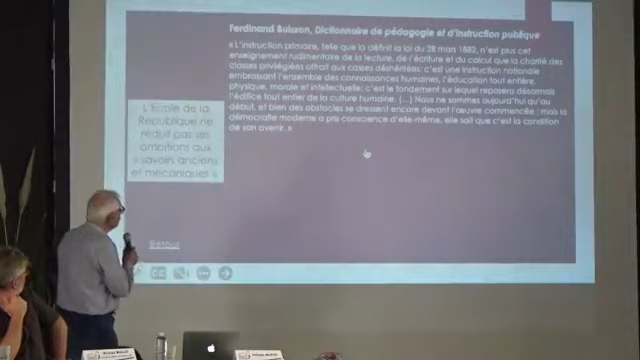 Ferdinand Buisson, Dictionnaire de pédagogie et d'instruction publique
« L'instruction primaire, telle que la définit la loi du 28 mars 1882, n'est plus cet
enseignement rudimentaire de la lecture, de l'écriture et du calcul que la charité des
classes privilégiées offrait aux classes déshéritées: c'est une instruction nationale
embrassant l'ensemble des connaissances humaines, l'éducation tout entière,
physique, morale et intellectuelle; c'est le fondement sur lequel reposera désormais
l'édifice tout entier de la culture humaine. [...] Nous ne sommes aujourd'hui qu'au
début, et bien des obstacles se dressent encore devant l'œuvre commencée; mais la
démocratie moderne a pris conscience d'elle-même, elle sait que c'est la condition
de son avenir. »
L'Ecole de la
République ne
réduit pas ses
ambitions aux
« savoirs anciens
et mécaniques »
Retour